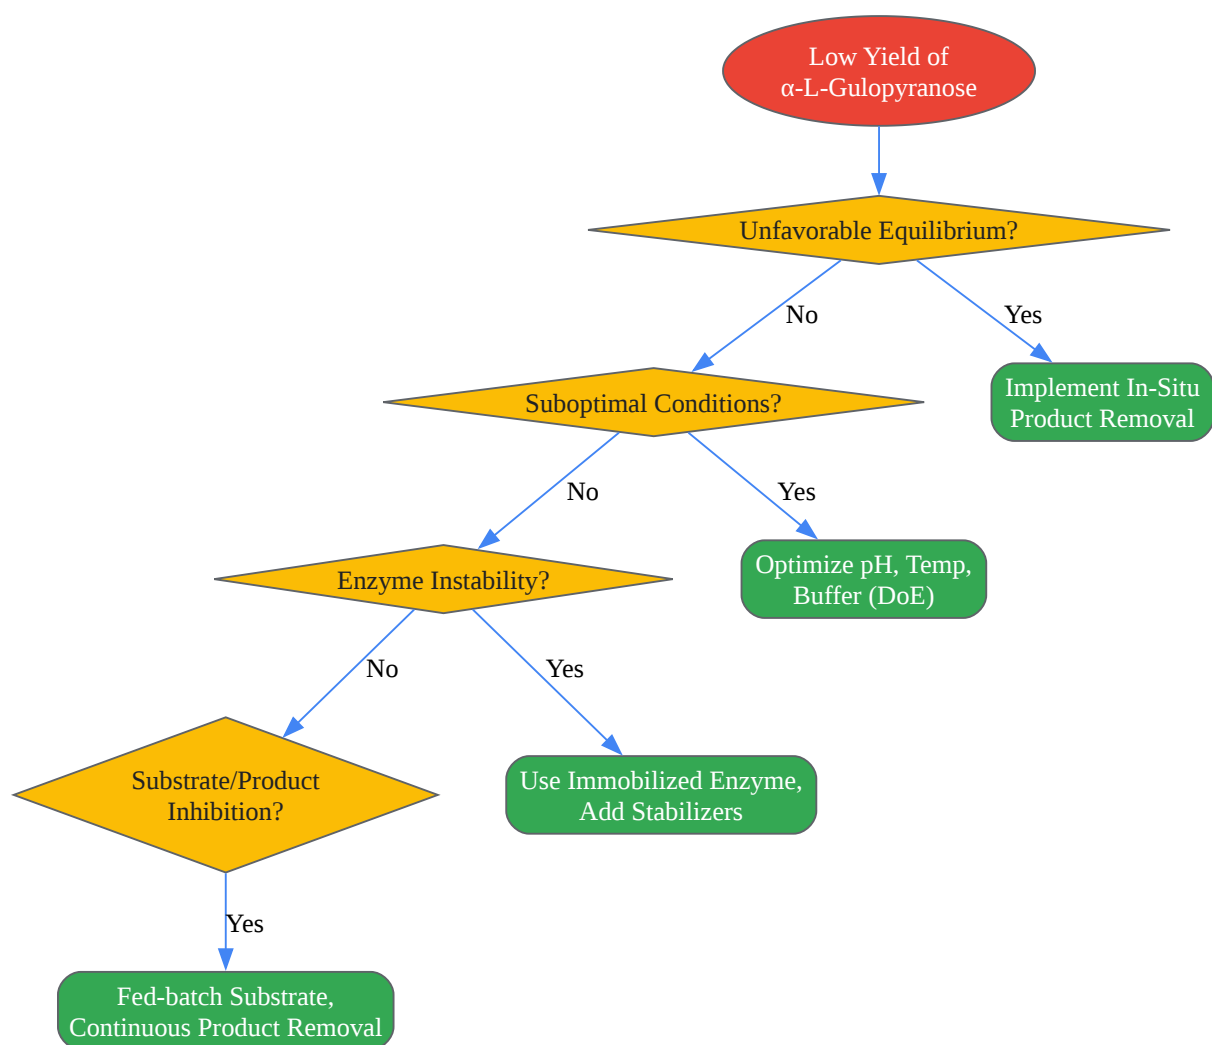 Low Yield of
α-L-Gulopyranose
Unfavorable Equilibrium?
No
Yes
Suboptimal Conditions?
Implement In-Situ
Product Removal
No
Yes
Enzyme Instability?
Optimize pH, Temp,
Buffer (DoE)
No
Yes
Substrate/Product
Inhibition?
Use Immobilized Enzyme,
Add Stabilizers
Yes
Fed-batch Substrate,
Continuous Product Removal